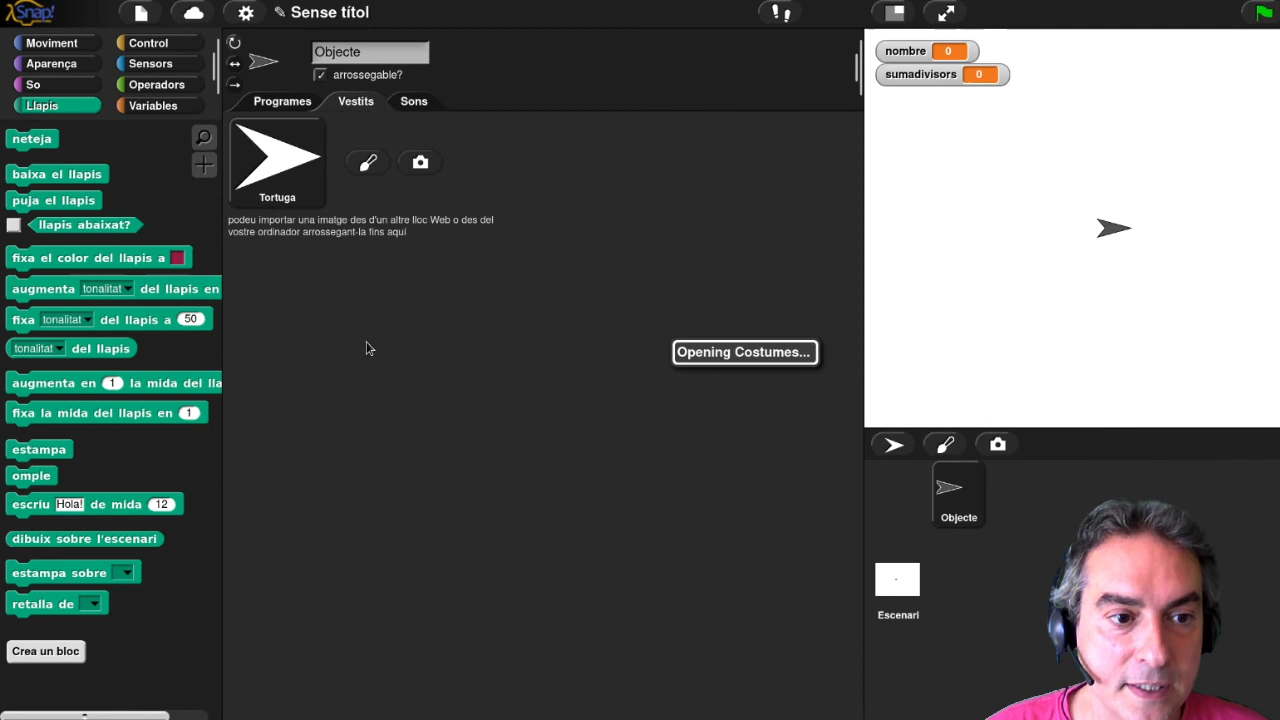 Snap!
Sense títol
Moviment
Control
Aparença
Sensors
So
Operadors
Llapis
Variables
neteja
baixa el llapis
puja el llapis
llapis abaixat?
fixa el color del llapis a
augmenta tonalitat del llapis en
fixa tonalitat del llapis a 50
tonalitat del llapis
augmenta en 1 la mida del lla
fixa la mida del llapis en 1
estampa
omple
escriu Hola! de mida 12
dibuix sobre l'escenari
estampa sobre
retalla de
Crea un bloc
Objecte
arrossegable?
Programes
Vestits
Sons
Tortuga
podeu importar una imatge des d'un altre lloc Web o des del
vostre ordinador arrossegant-la fins aquí
Opening Costumes...
nombre 0
sumadivisors 0
Objecte
Escenari